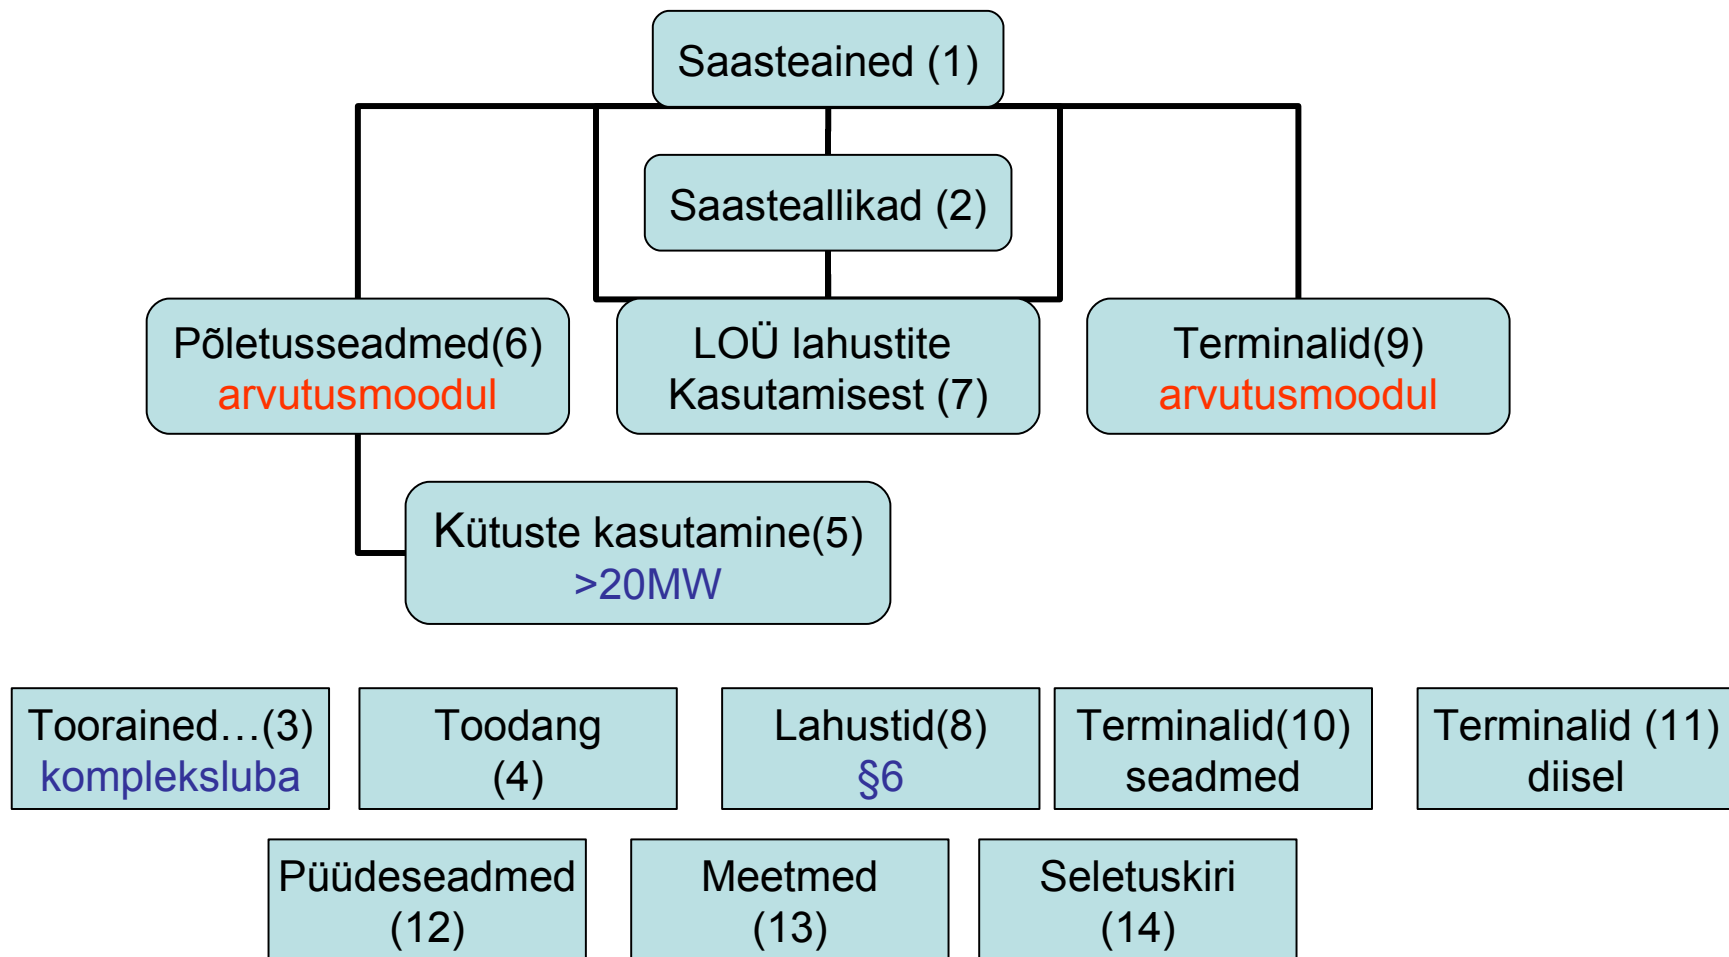 Saasteained (1)
Saasteallikad (2)
Põletusseadmed(6)
arvutusmoodul
LOÜ lahustite
Kasutamisest (7)
Terminalid(9)
arvutusmoodul
Kütuste kasutamine(5)
>20MW
Toorained…(3)
kompleksluba
Toodang
(4)
Lahustid(8)
§6
Terminalid(10)
seadmed
Terminalid (11)
diisel
Püüdeseadmed
(12)
Meetmed
(13)
Seletuskiri
(14)